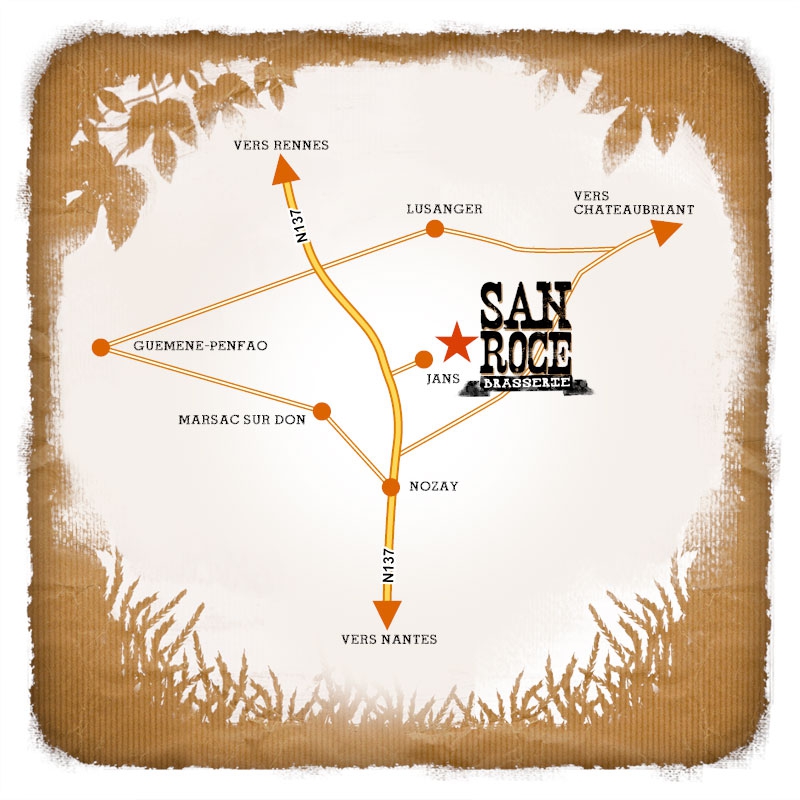 VERS RENNES
N137
LUSANGER
VERS
CHATEAUBRIANT
SAN
ROCE
BRASSERIE
GUEMENE-PENFAO
JANS
MARSAC SUR DON
NOZAY
N137
VERS NANTES